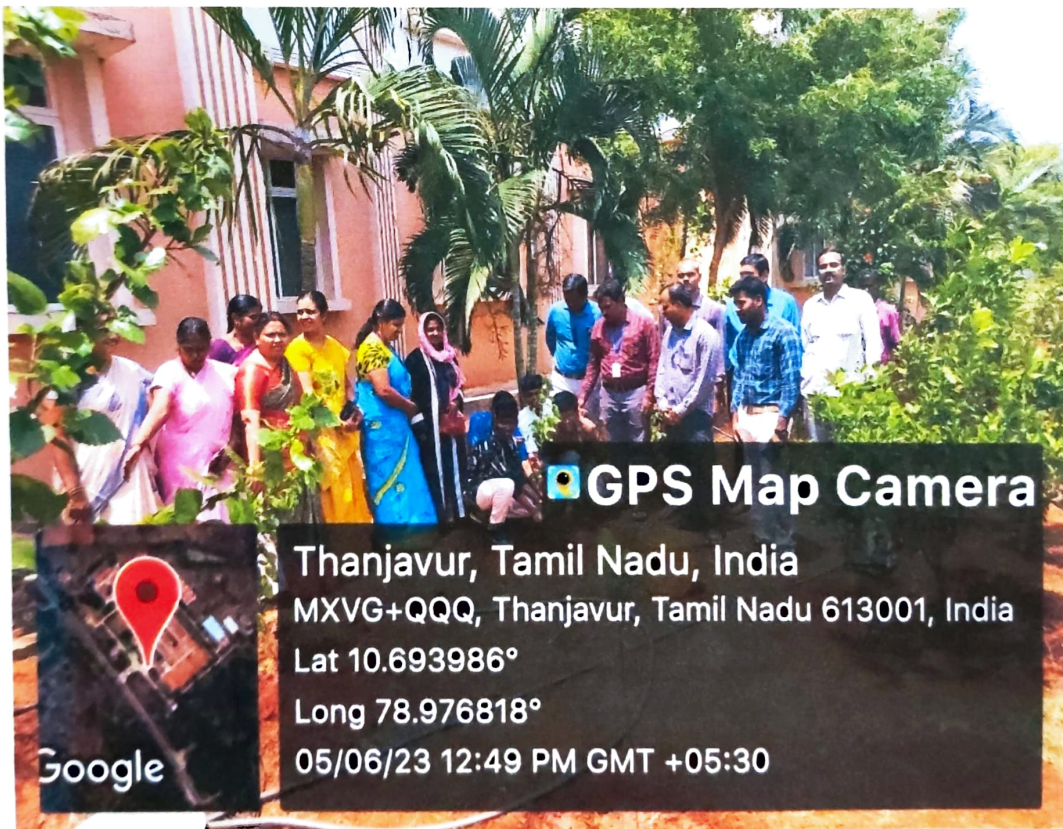 GPS Map Camera
Thanjavur, Tamil Nadu, India
MXVG+QQQ, Thanjavur, Tamil Nadu 613001, India
Lat 10.693986°
Long 78.976818°
05/06/23 12:49 PM GMT +05:30
Google